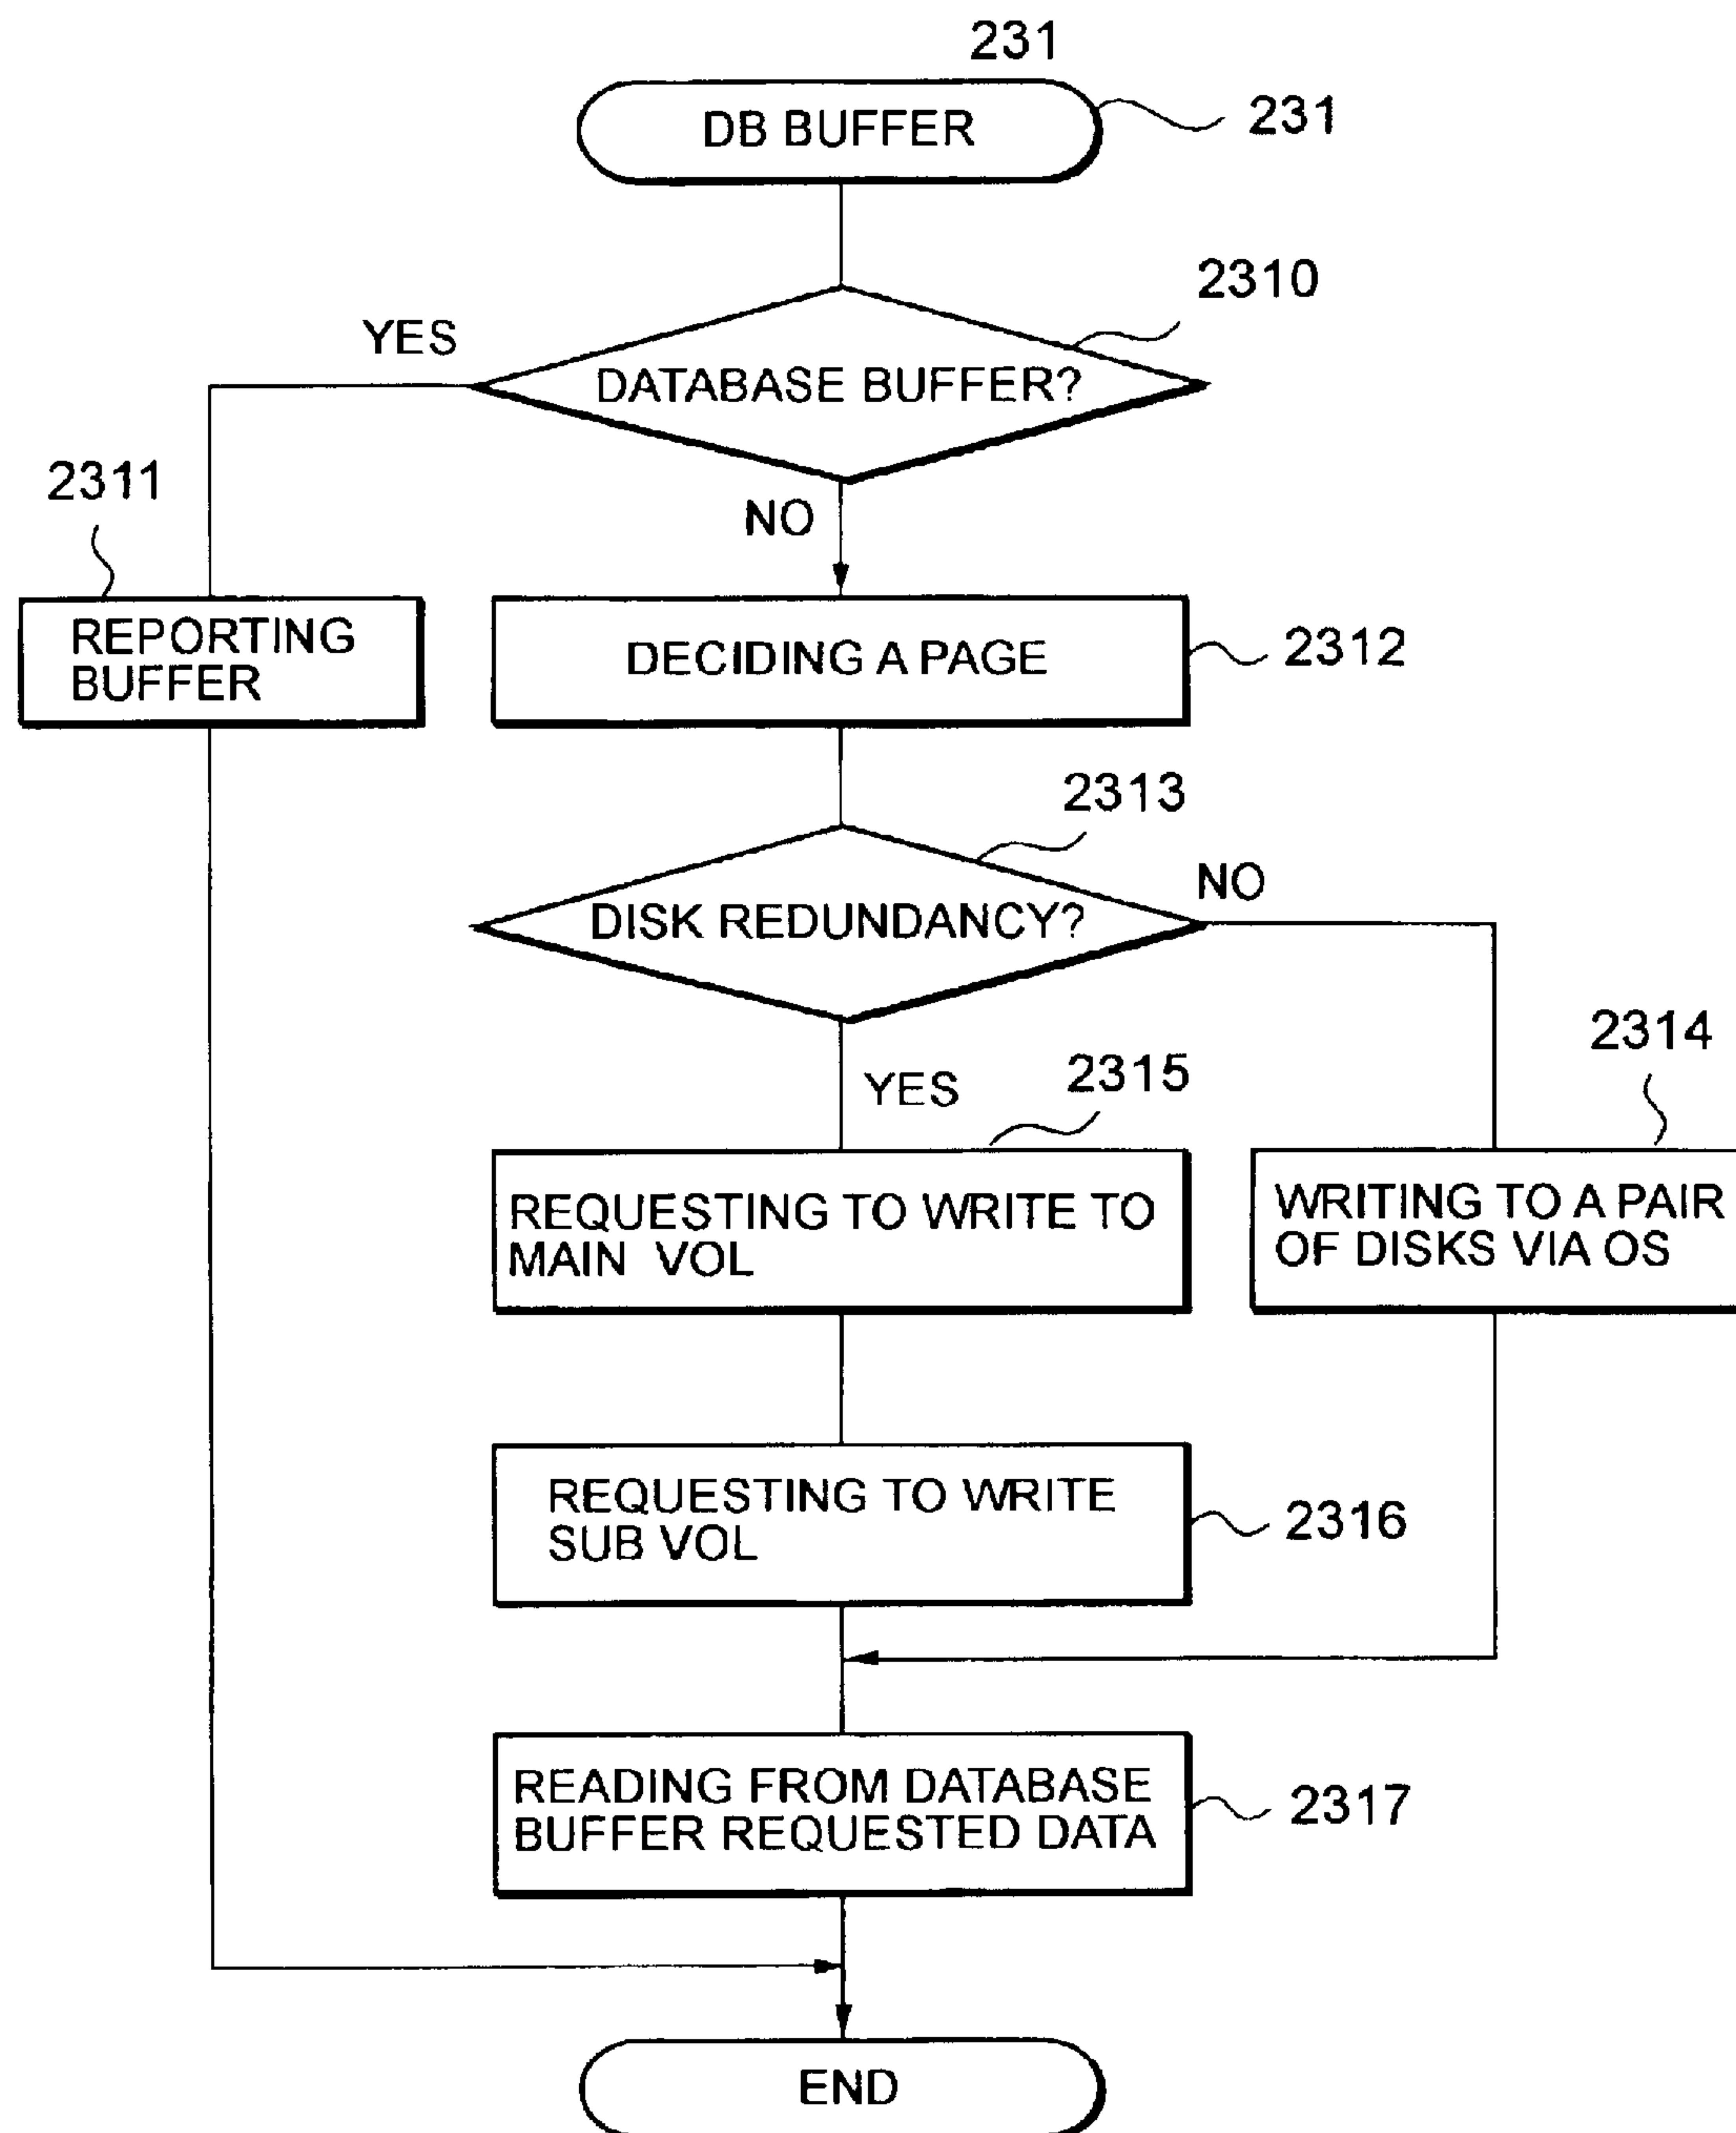 231
DB BUFFER
231
2310
YES
DATABASE BUFFER?
2311
NO
REPORTING
BUFFER
DECIDING A PAGE
2312
2313
NO
DISK REDUNDANCY?
2314
YES
2315
REQUESTING TO WRITE TO
MAIN VOL
WRITING TO A PAIR
OF DISKS VIA OS
REQUESTING TO WRITE
SUB VOL
2316
READING FROM DATABASE
BUFFER REQUESTED DATA
2317
END